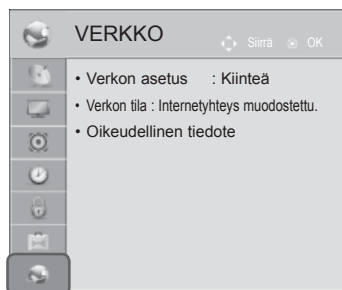 VERKKO
Siirrä OK
• Verkon asetus : Kiinteä
• Verkon tila : Internetyhteys muodostettu.
• Oikeudellinen tiedote